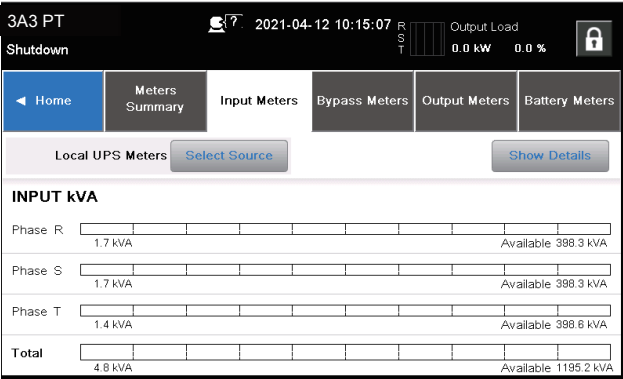 3A3 PT
Shutdown
? 2021-04-12 10:15:07
R
S
T
Output Load
0.0 kW 0.0 %
◄ Home
Meters
Summary
Input Meters
Bypass Meters
Output Meters
Battery Meters
Local UPS Meters
Select Source
Show Details
INPUT kVA
Phase R
1.7 kVA Available 398.3 kVA
Phase S
1.7 kVA Available 398.3 kVA
Phase T
1.4 kVA Available 398.6 kVA
Total
4.8 kVA Available 1195.2 kVA